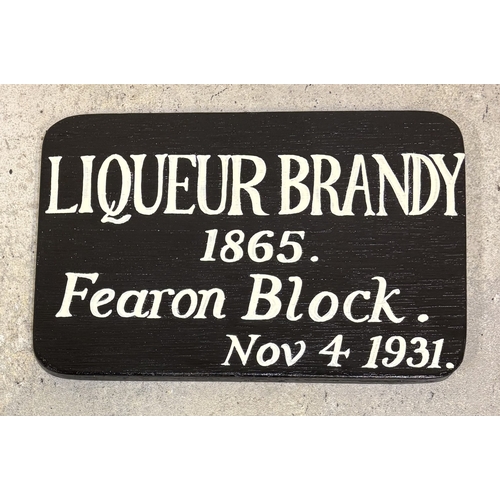 LIQUEUR BRANDY
1865.
Fearon Block.
Nov 4 1931.